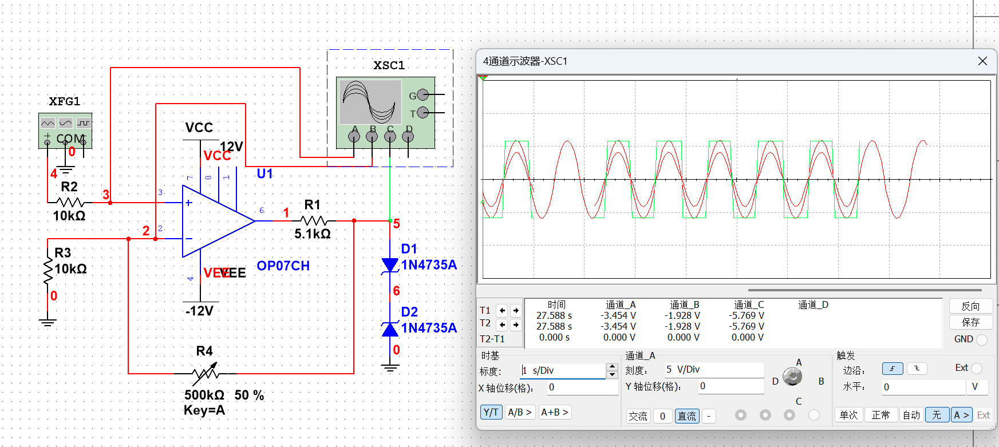 XSC1
G
T
A B C D
XFG1
+ COM −
0
4
R2
10kΩ
3
3
VCC
12V
VCC
7
8
1
U1
+
6
1
R1
5.1kΩ
5
2
2
−
R3
10kΩ
0
4
VEE
VEE
-12V
OP07CH
D1
1N4735A
6
D2
1N4735A
0
R4
500kΩ 50 %
Key=A
4通道示波器-XSC1
时间 通道_A 通道_B 通道_C 通道_D
T1 27.588 s -3.454 V -1.928 V -5.769 V
T2 27.588 s -3.454 V -1.928 V -5.769 V
T2-T1 0.000 s 0.000 V 0.000 V 0.000 V
反向
保存
GND
时基
标度: 1 s/Div
X 轴位移(格): 0
Y/T A/B > A+B >
通道_A
刻度: 5 V/Div
Y 轴位移(格): 0
交流 0 直流 -
A
B
C
D
触发
边沿: Ext
水平: 0 V
单次 正常 自动 无 A > Ext